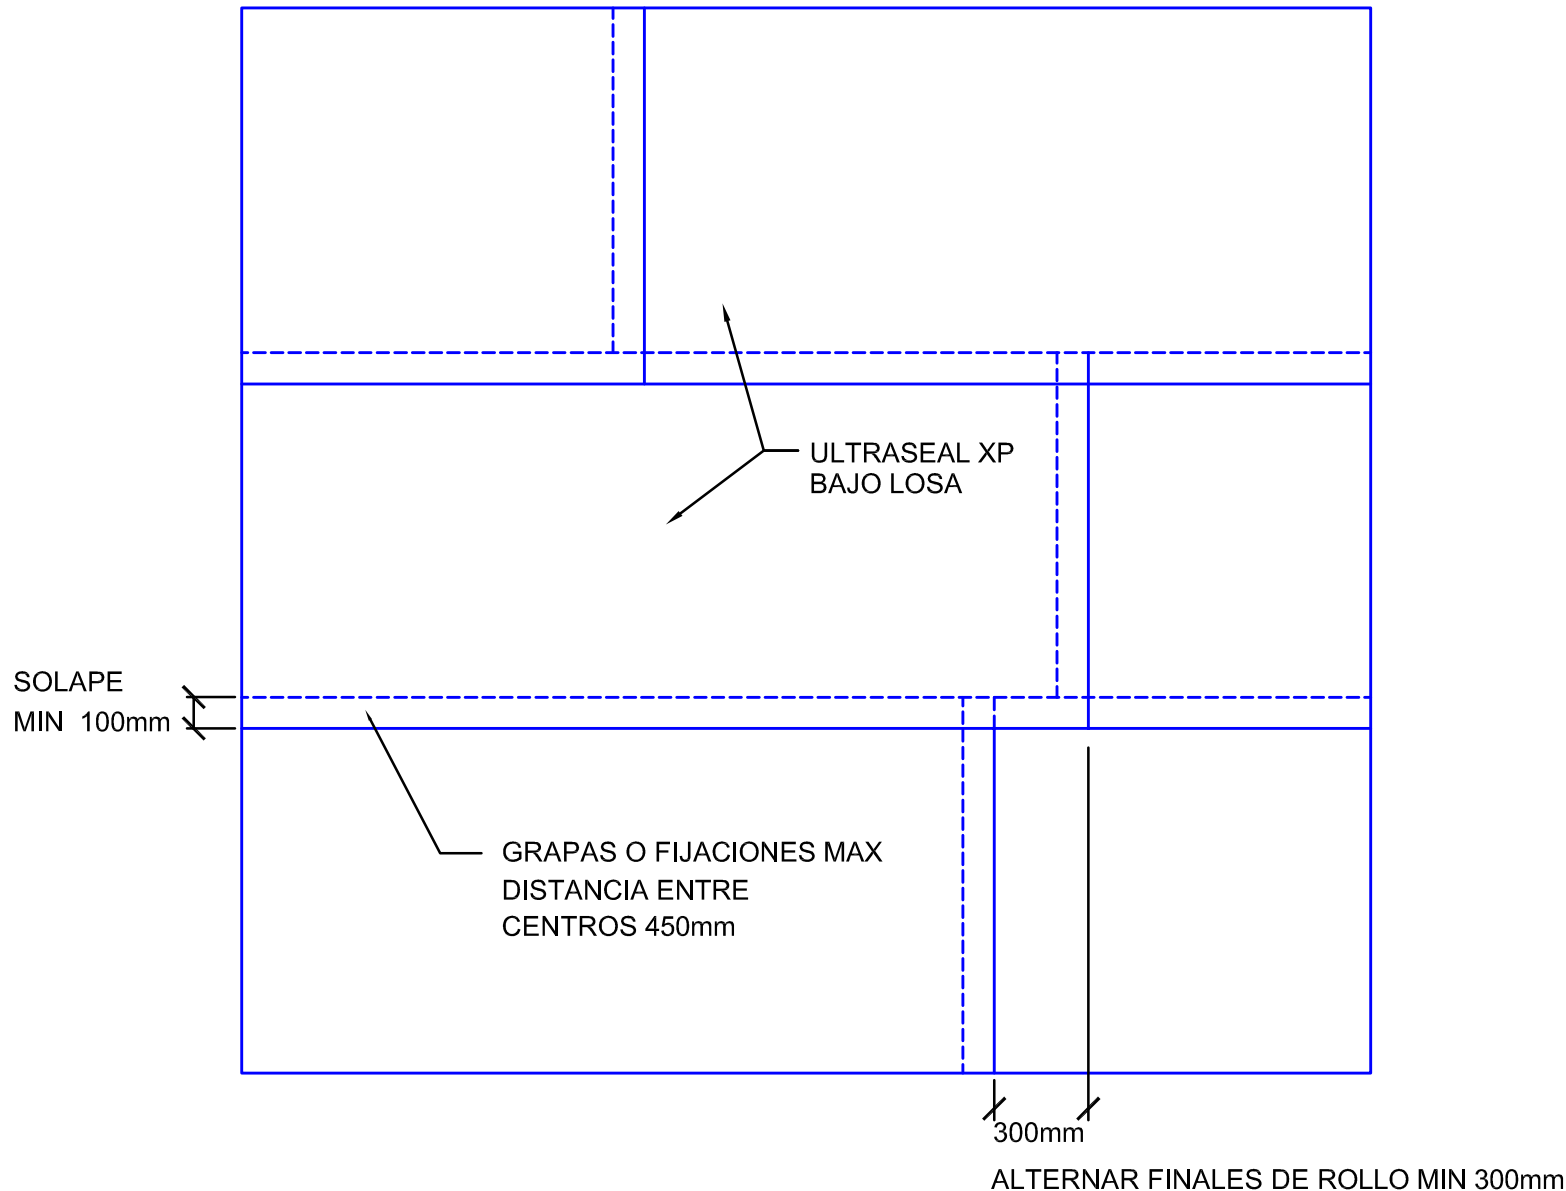 ULTRASEAL XP
BAJO LOSA
SOLAPE
MIN 100mm
GRAPAS O FIJACIONES MAX
DISTANCIA ENTRE
CENTROS 450mm
300mm
ALTERNAR FINALES DE ROLLO MIN 300mm